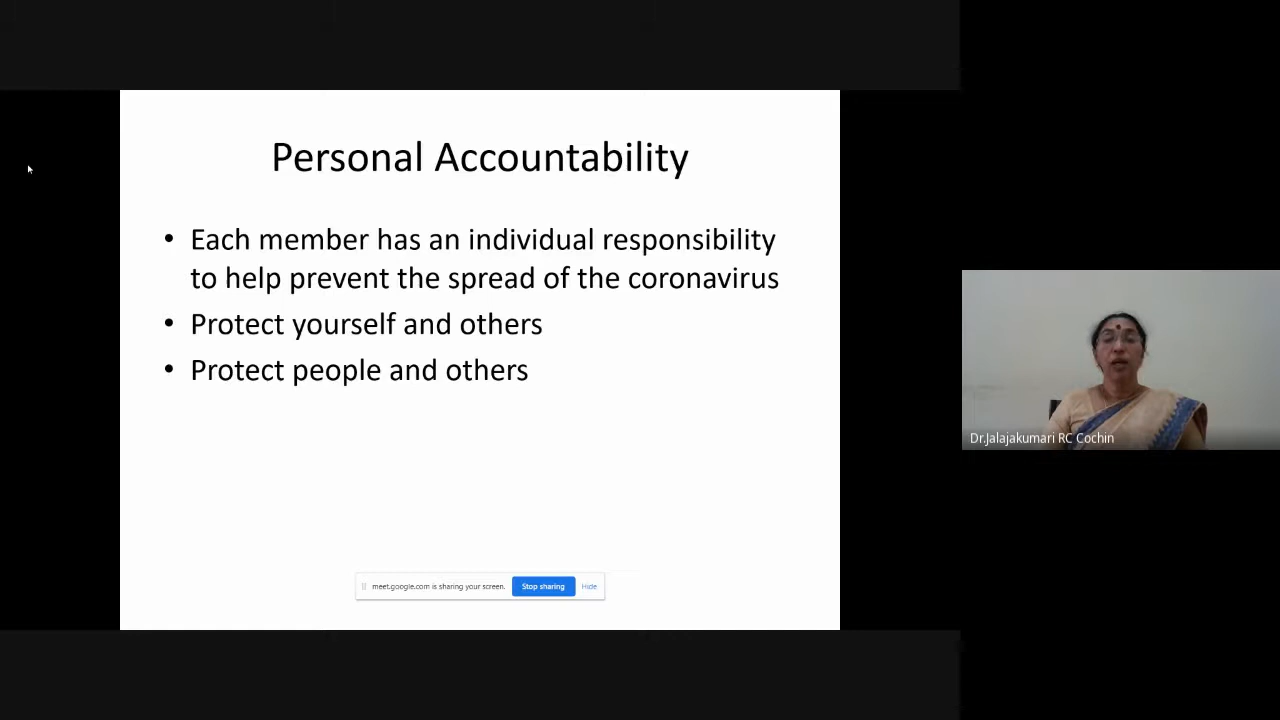 Personal Accountability
• Each member has an individual responsibility
to help prevent the spread of the coronavirus
• Protect yourself and others
• Protect people and others
meet.google.com is sharing your screen. Stop sharing Hide
Dr.Jalajakumari RC Cochin